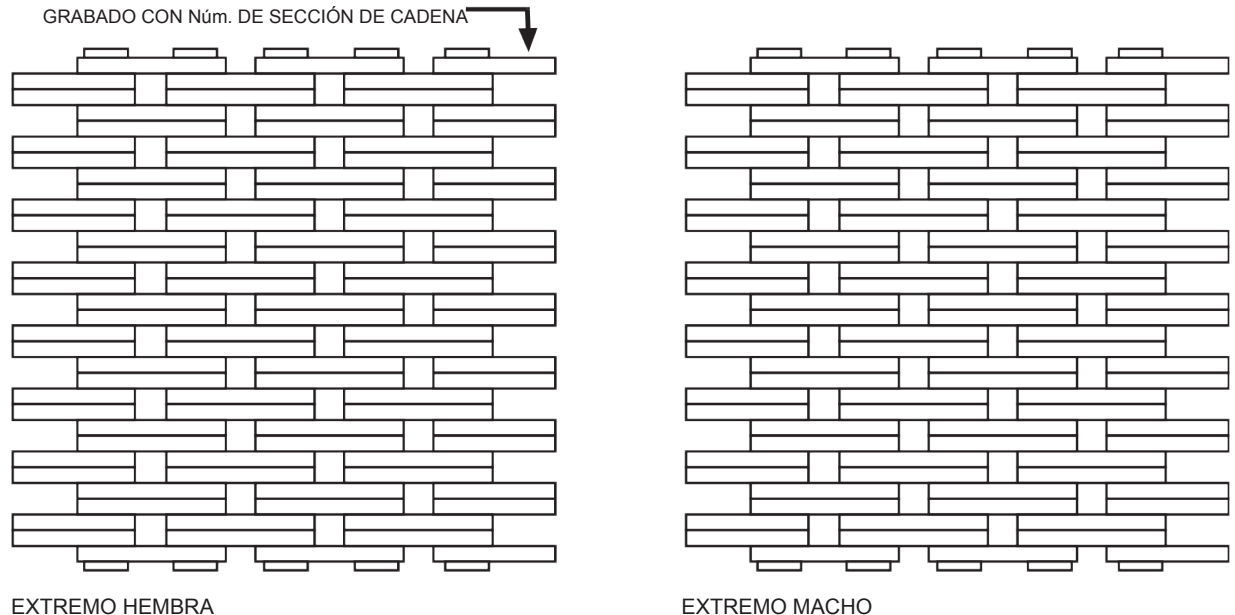 GRABADO CON Núm. DE SECCIÓN DE CADENA
EXTREMO HEMBRA
EXTREMO MACHO